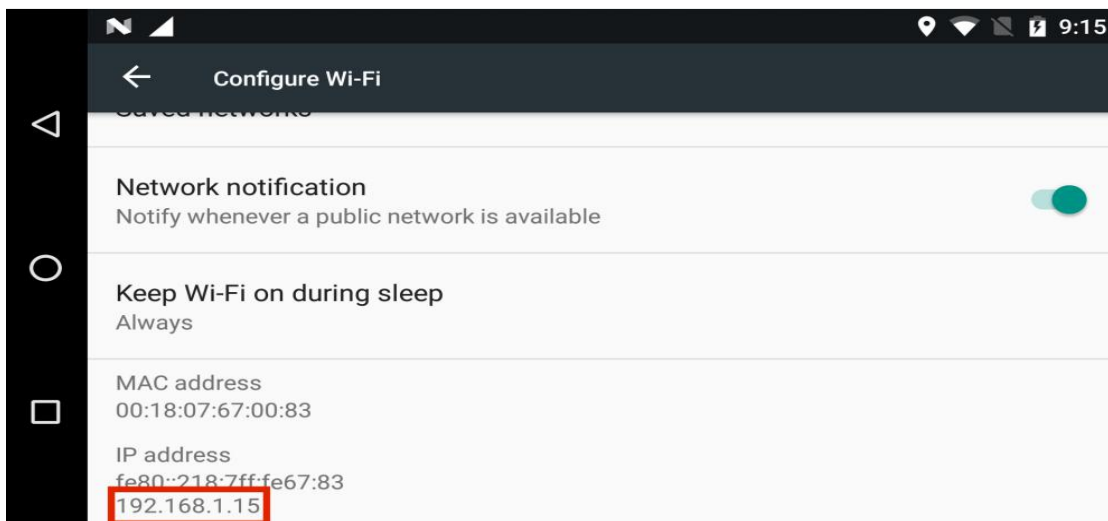 9:15
Configure Wi-Fi
Saved networks
Network notification
Notify whenever a public network is available
Keep Wi-Fi on during sleep
Always
MAC address
00:18:07:67:00:83
IP address
fe80::218:7ff:fe67:83
192.168.1.15